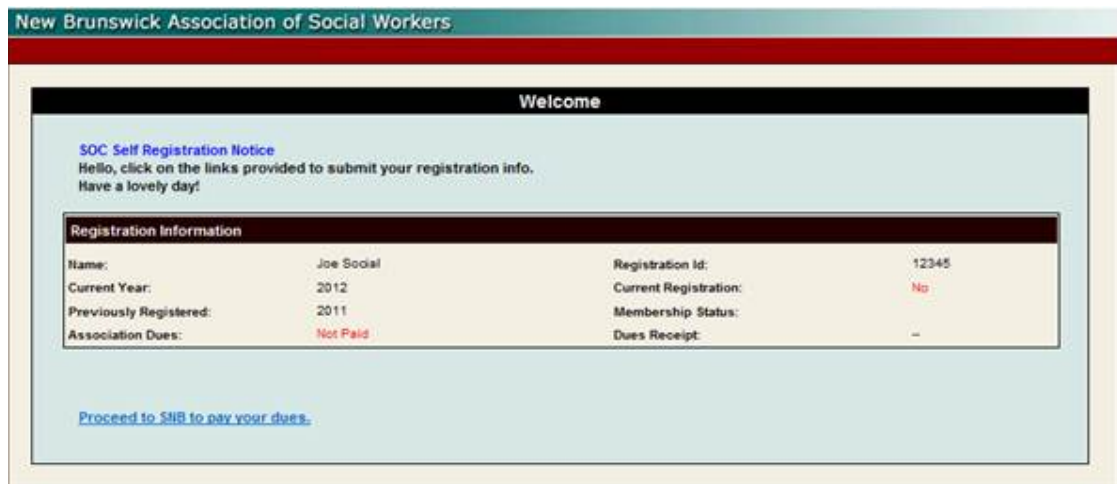 New Brunswick Association of Social Workers
Welcome
SOC Self Registration Notice
Hello, click on the links provided to submit your registration info.
Have a lovely day!
Registration Information
Name: Joe Social Registration Id: 12345
Current Year: 2012 Current Registration: No
Previously Registered: 2011 Membership Status:
Association Dues: Not Paid Dues Receipt: --
Proceed to SNB to pay your dues.